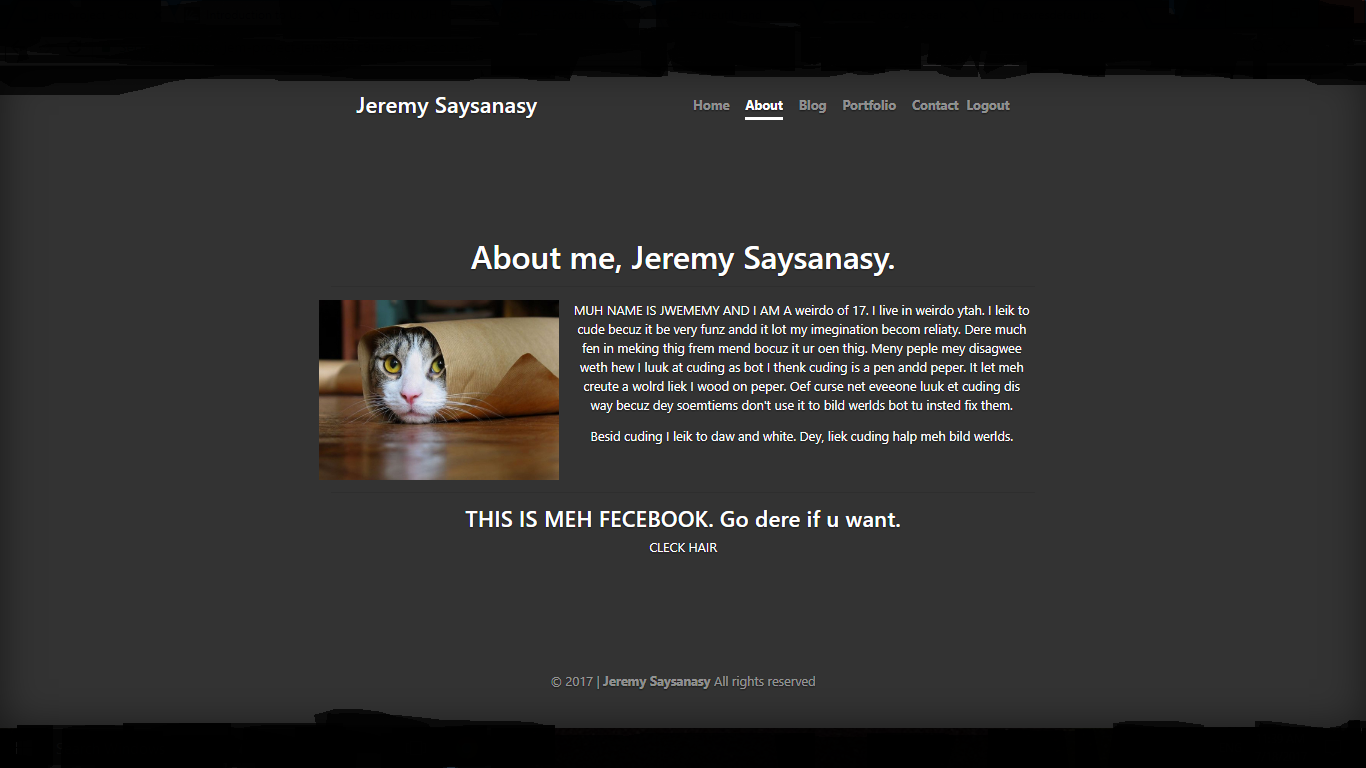 Jeremy Saysanasy
Home About Blog Portfolio Contact Logout
About me, Jeremy Saysanasy.
MUH NAME IS JWEMEMY AND I AM A weirdo of 17. I live in weirdo ytah. I leik to
cude becuz it be very funz andd it lot my imegination becom reliaty. Dere much
fen in meking thig frem mend bocuz it ur oen thig. Meny peple mey disagwee
weth hew I luuk at cuding as bot I thenk cuding is a pen andd peper. It let meh
creute a wolrd liek I wood on peper. Oef curse net eveeone luuk et cuding dis
way becuz dey soemtiems don't use it to bild werlds bot tu insted fix them.
Besid cuding I leik to daw and white. Dey, liek cuding halp meh bild werlds.
THIS IS MEH FECEBOOK. Go dere if u want.
CLECK HAIR
© 2017 | Jeremy Saysanasy All rights reserved